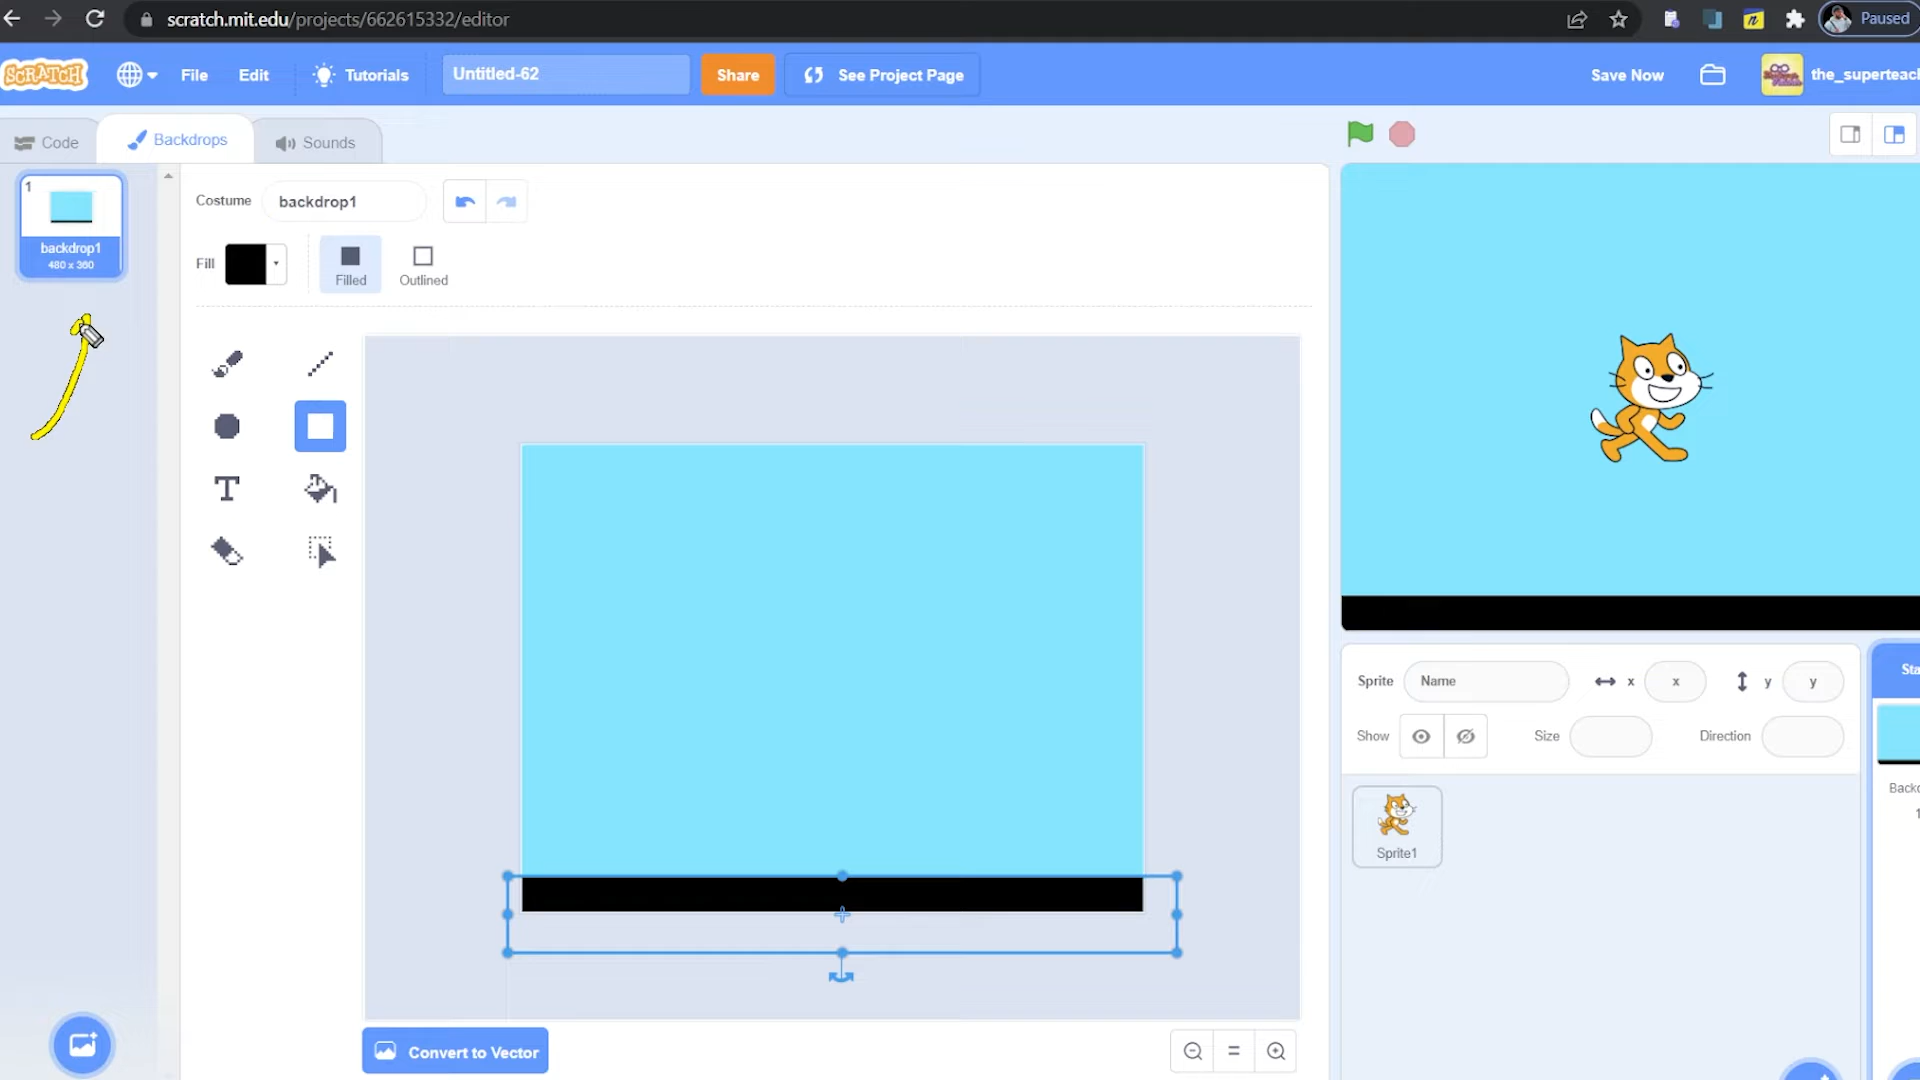 scratch.mit.edu/projects/662615332/editor
Paused
SCRATCH
File
Edit
Tutorials
Untitled-62
Share
See Project Page
Save Now
the_superteac
Code
Backdrops
Sounds
1
backdrop1
480 x 360
Costume
backdrop1
Fill
Filled
Outlined
T
Convert to Vector
Sprite
Name
x
x
y
y
Show
Size
Direction
Sprite1
Sta
Backd
1